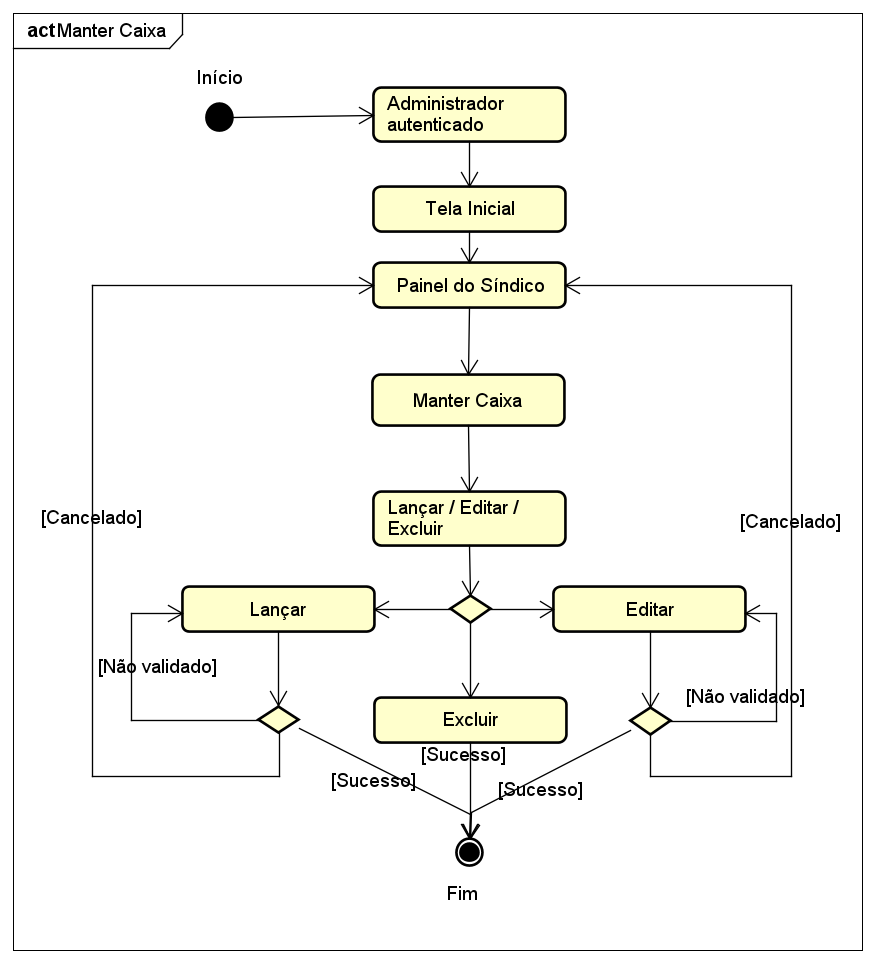 act Manter Caixa
Início
Administrador
autenticado
Tela Inicial
Painel do Síndico
Manter Caixa
Lançar / Editar /
Excluir
[Cancelado]
[Cancelado]
Lançar
Editar
[Não validado]
[Não validado]
Excluir
[Sucesso]
[Sucesso]
[Sucesso]
Fim